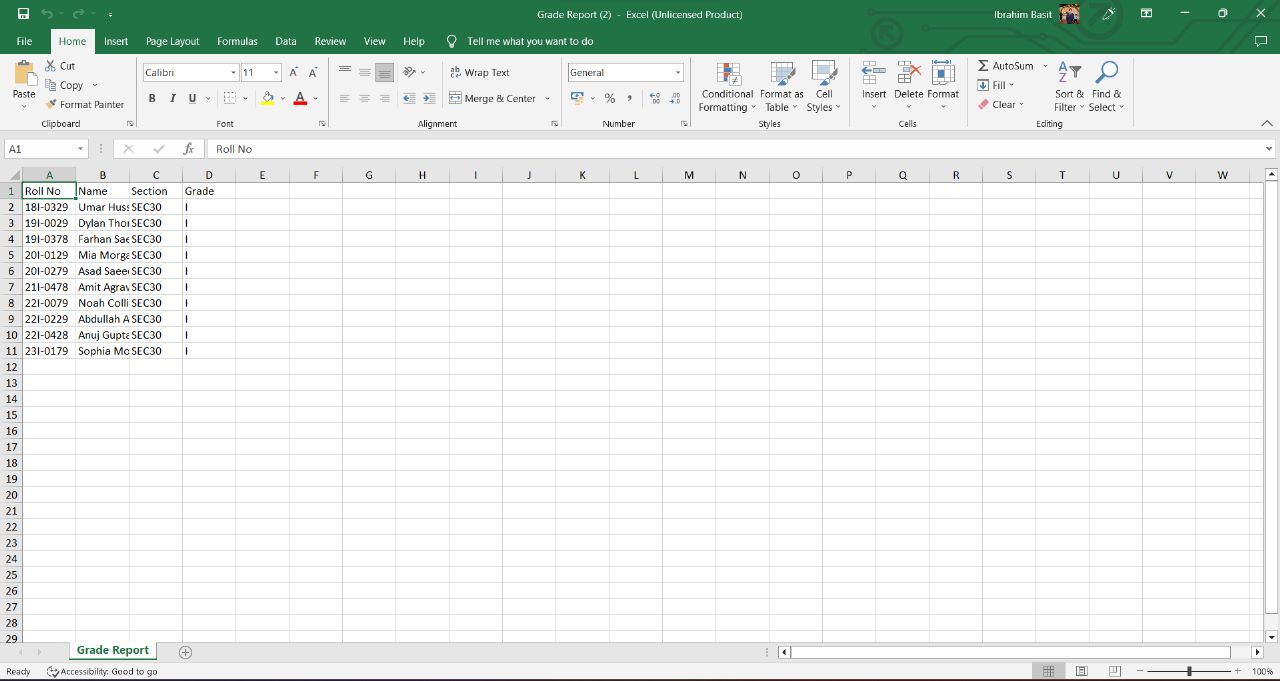 Grade Report (2) - Excel (Unlicensed Product)
Ibrahim Basit
File Home Insert Page Layout Formulas Data Review View Help Tell me what you want to do
Paste
Cut
Copy
Format Painter
Clipboard
Calibri 11
B I U
Font
Wrap Text
Merge & Center
Alignment
General
% ,
Number
Conditional Formatting
Format as Table
Cell Styles
Styles
Insert Delete Format
Cells
AutoSum
Fill
Clear
Sort & Filter
Find & Select
Editing
A1 fx Roll No
A B C D E F G H I J K L M N O P Q R S T U V W
1 Roll No Name Section Grade
2 18I-0329 Umar Hus SEC30 I
3 19I-0029 Dylan Tho SEC30 I
4 19I-0378 Farhan Sae SEC30 I
5 20I-0129 Mia Morga SEC30 I
6 20I-0279 Asad Saee SEC30 I
7 21I-0478 Amit Agra SEC30 I
8 22I-0079 Noah Colli SEC30 I
9 22I-0229 Abdullah A SEC30 I
10 22I-0428 Anuj Gupta SEC30 I
11 23I-0179 Sophia Mo SEC30 I
12
13
14
15
16
17
18
19
20
21
22
23
24
25
26
27
28
29
Grade Report
Ready Accessibility: Good to go 100%